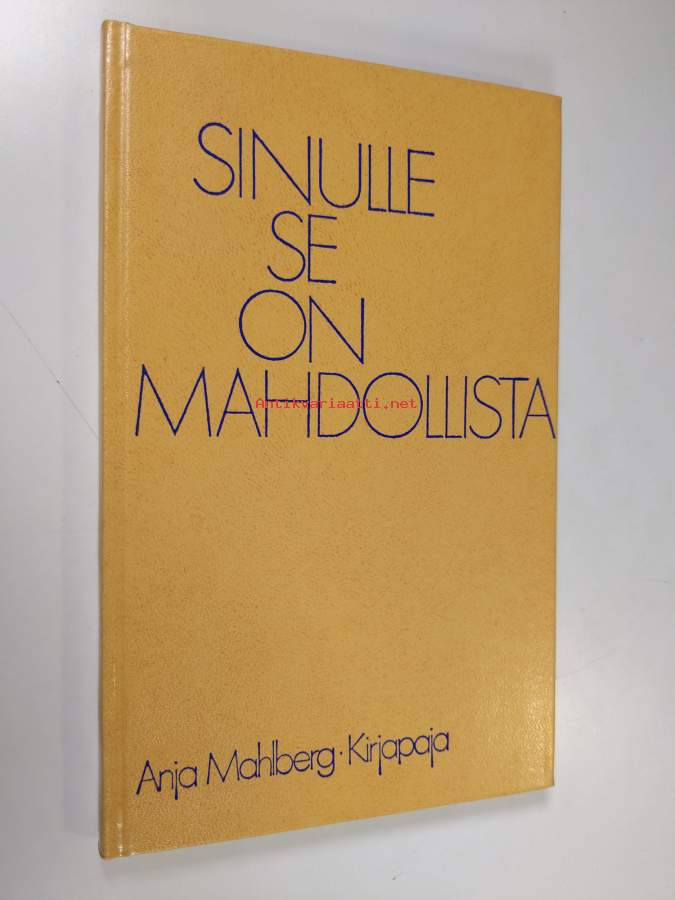 SINULLE
SE
ON
MAHDOLLISTA
Antikvariaatti.net
Anja Mahlberg · Kirjapaja